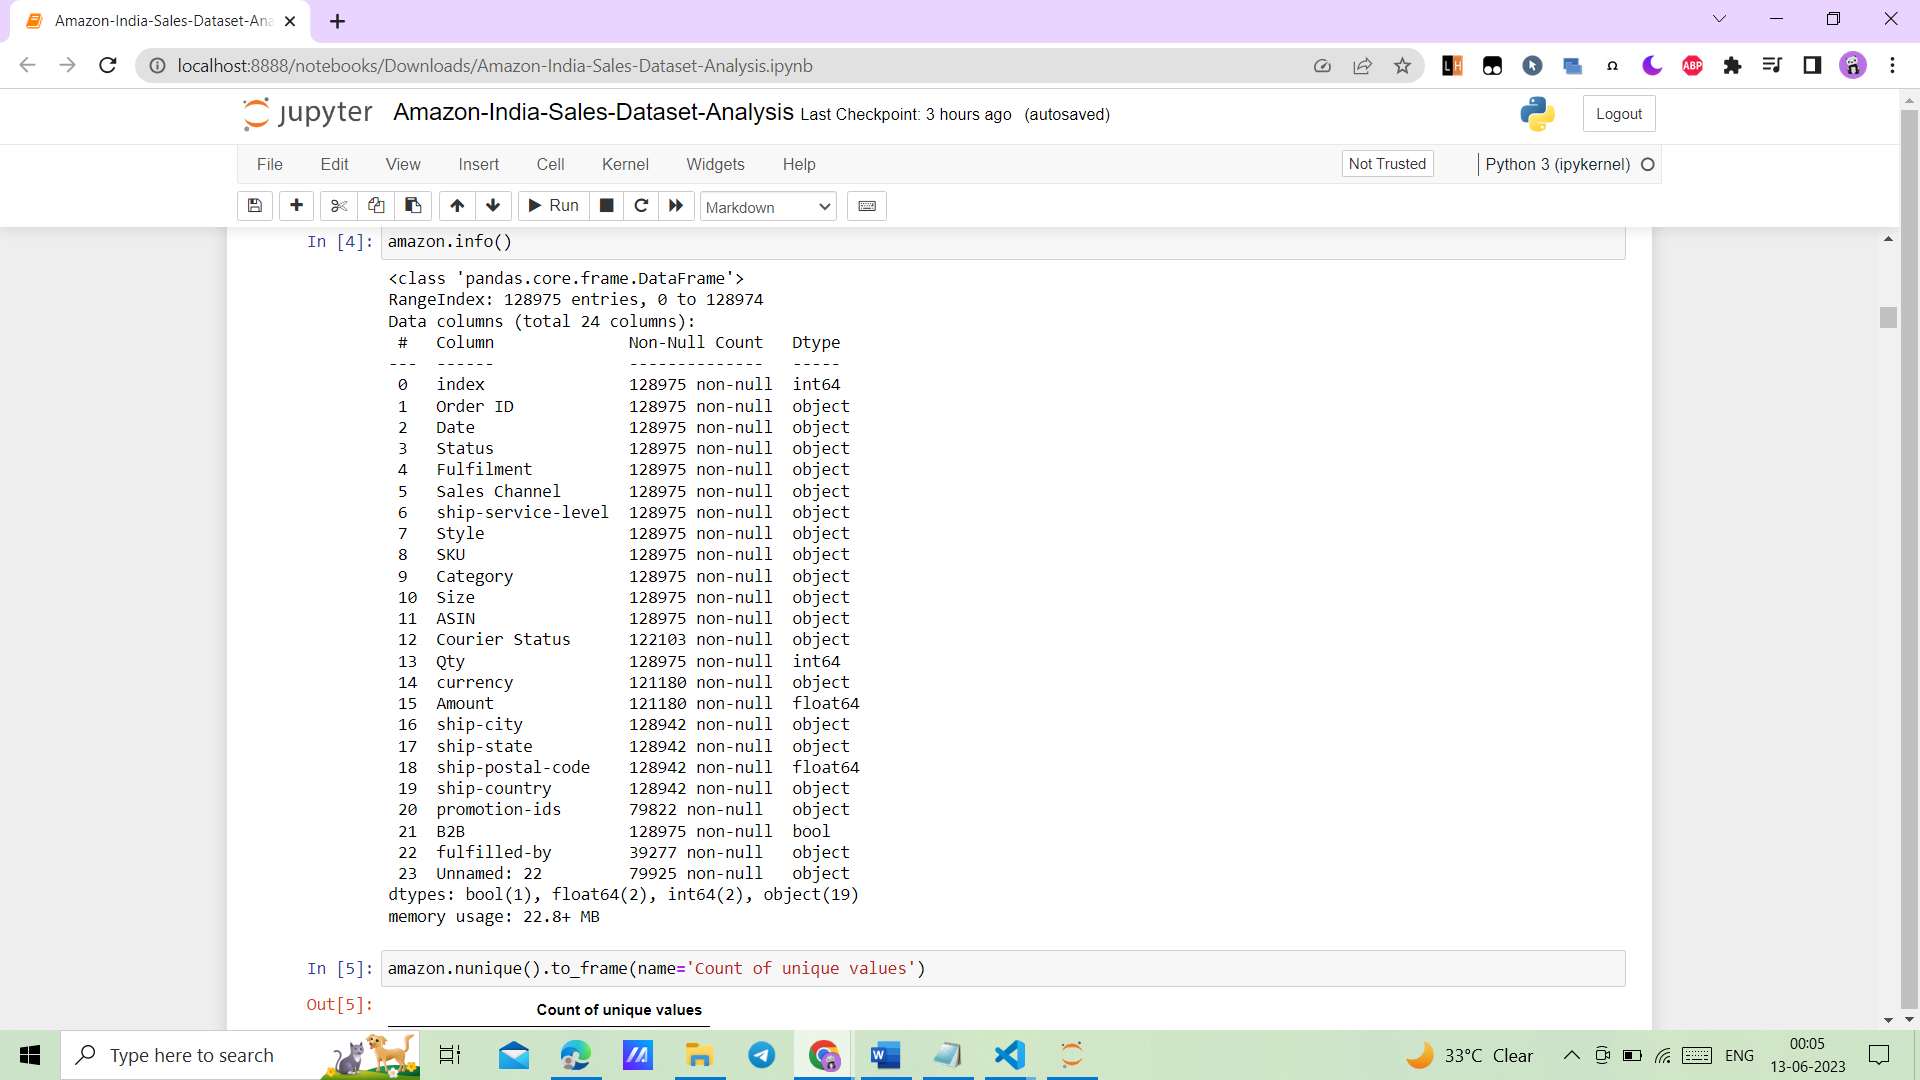 Amazon-India-Sales-Dataset-Ana
localhost:8888/notebooks/Downloads/Amazon-India-Sales-Dataset-Analysis.ipynb
LH
ABP
jupyter Amazon-India-Sales-Dataset-Analysis Last Checkpoint: 3 hours ago (autosaved)
Logout
File Edit View Insert Cell Kernel Widgets Help Not Trusted Python 3 (ipykernel)
Run Markdown
In [4]: amazon.info()
<class 'pandas.core.frame.DataFrame'>
RangeIndex: 128975 entries, 0 to 128974
Data columns (total 24 columns):
#   Column   Non-Null Count   Dtype
---  ------  --------------  -----
0   index   128975 non-null   int64
1   Order ID   128975 non-null   object
2   Date   128975 non-null   object
3   Status   128975 non-null   object
4   Fulfilment   128975 non-null   object
5   Sales Channel   128975 non-null   object
6   ship-service-level   128975 non-null   object
7   Style   128975 non-null   object
8   SKU   128975 non-null   object
9   Category   128975 non-null   object
10   Size   128975 non-null   object
11   ASIN   128975 non-null   object
12   Courier Status   122103 non-null   object
13   Qty   128975 non-null   int64
14   currency   121180 non-null   object
15   Amount   121180 non-null   float64
16   ship-city   128942 non-null   object
17   ship-state   128942 non-null   object
18   ship-postal-code   128942 non-null   float64
19   ship-country   128942 non-null   object
20   promotion-ids   79822 non-null   object
21   B2B   128975 non-null   bool
22   fulfilled-by   39277 non-null   object
23   Unnamed: 22   79925 non-null   object
dtypes: bool(1), float64(2), int64(2), object(19)
memory usage: 22.8+ MB
In [5]: amazon.nunique().to_frame(name='Count of unique values')
Out[5]:
Count of unique values
Type here to search
33°C Clear
ENG
00:05
13-06-2023